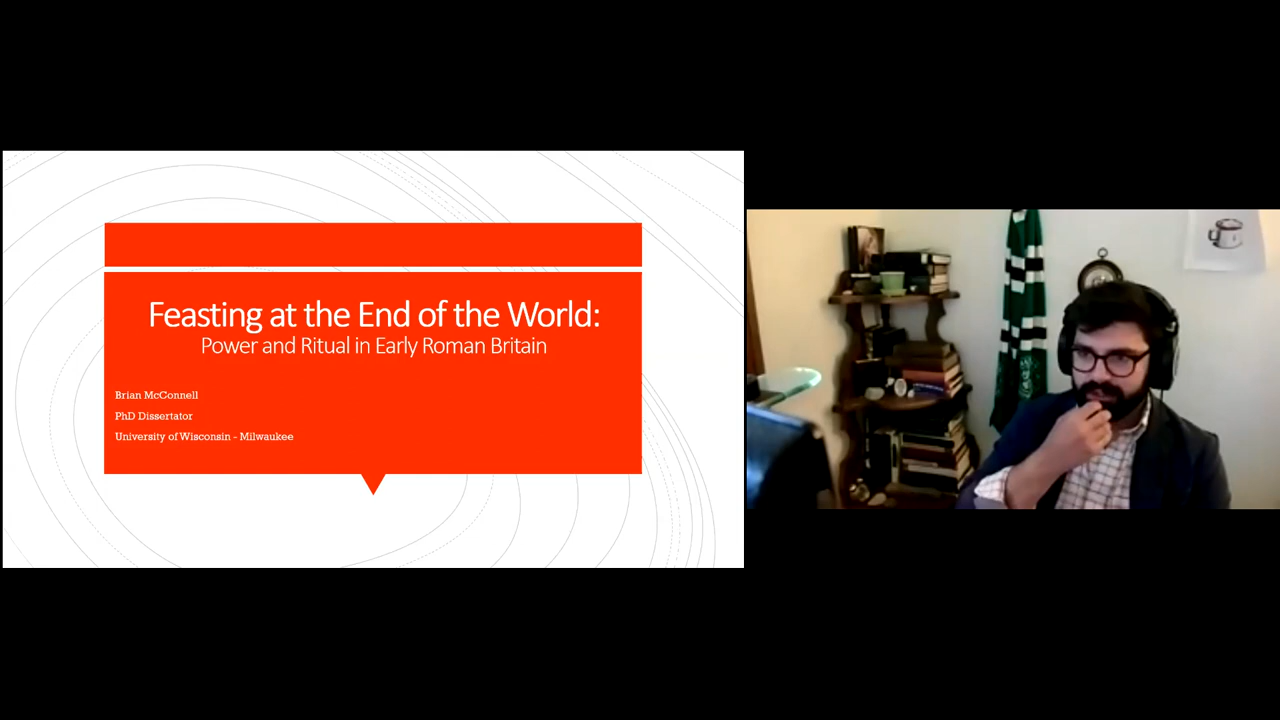 Feasting at the End of the World:
Power and Ritual in Early Roman Britain
Brian McConnell
PhD Dissertator
University of Wisconsin - Milwaukee